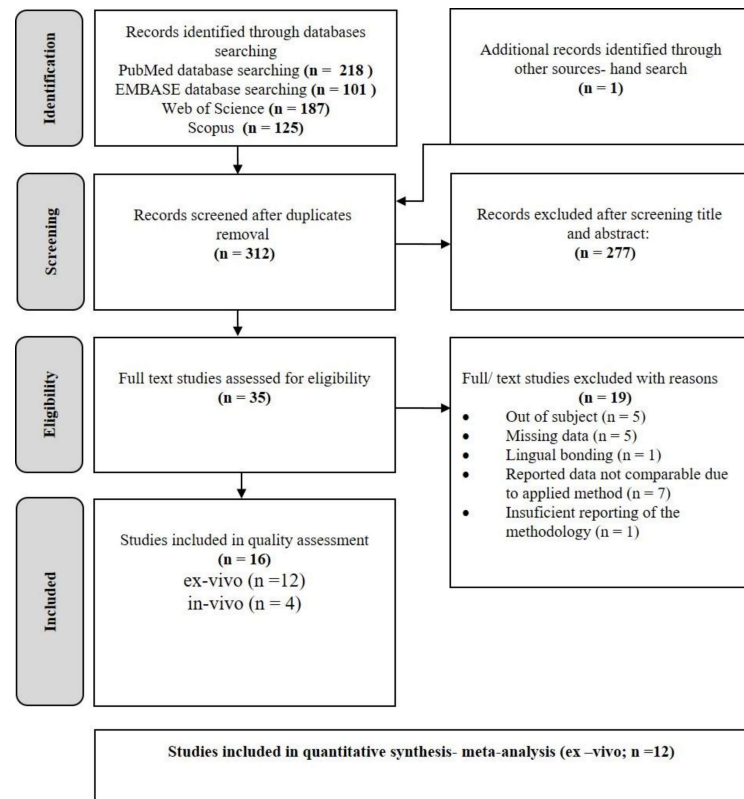 Identification
Records identified through databases
searching
PubMed database searching (n = 218 )
EMBASE database searching (n = 101 )
Web of Science (n = 187)
Scopus (n = 125)
Additional records identified through
other sources- hand search
(n = 1)
Screening
Records screened after duplicates
removal
(n = 312)
Records excluded after screening title
and abstract:
(n = 277)
Eligibility
Full text studies assessed for eligibility
(n = 35)
Full/ text studies excluded with reasons
(n = 19)
• Out of subject (n = 5)
• Missing data (n = 5)
• Lingual bonding (n = 1)
• Reported data not comparable due
to applied method (n = 7)
• Insuficient reporting of the
methodology (n = 1)
Included
Studies included in quality assessment
(n = 16)
ex-vivo (n =12)
in-vivo (n = 4)
Studies included in quantitative synthesis- meta-analysis (ex –vivo; n =12)